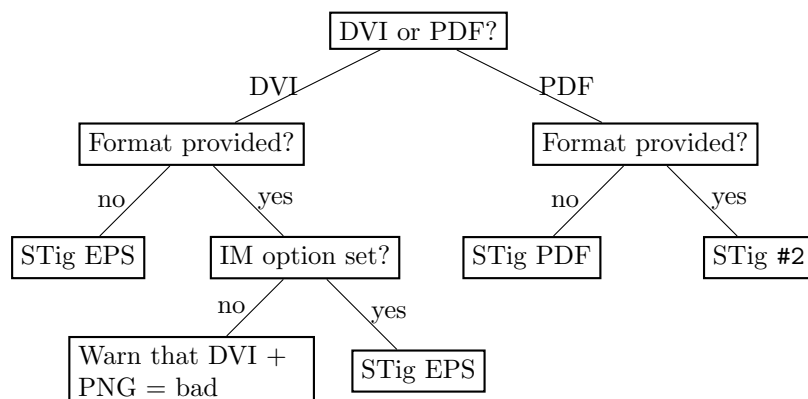 DVI or PDF?
DVI
PDF
Format provided?
Format provided?
no
yes
no
yes
STig EPS
IM option set?
STig PDF
STig #2
no
yes
Warn that DVI +
PNG = bad
STig EPS